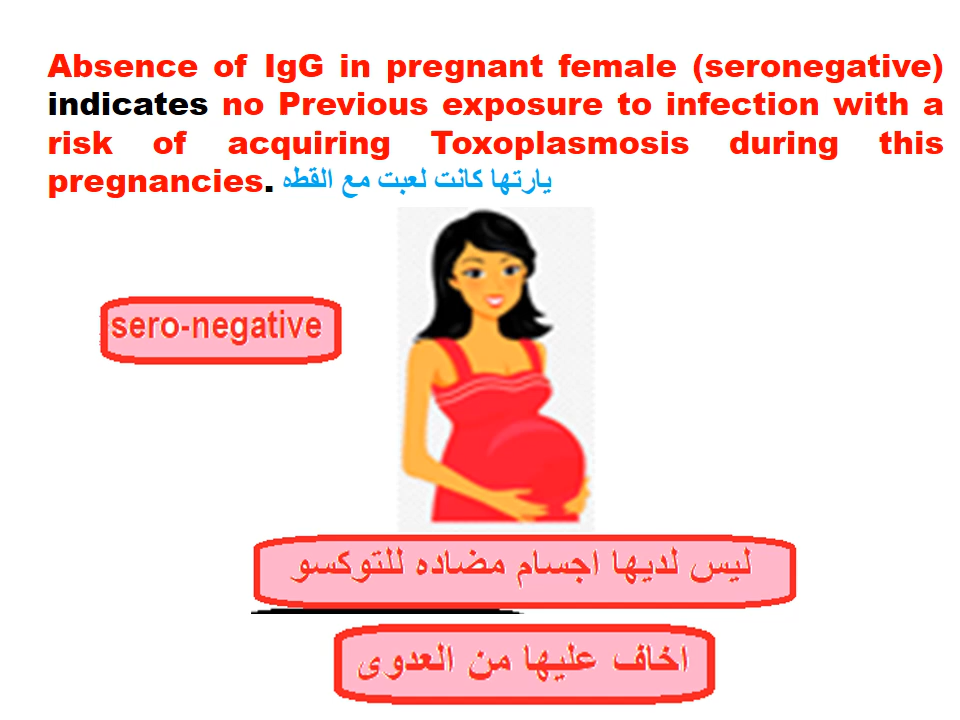 Absence of IgG in pregnant female (seronegative)
indicates no Previous exposure to infection with a
risk of acquiring Toxoplasmosis during this
pregnancies. يارتها كانت لعبت مع القطه
sero-negative
ليس لديها اجسام مضاده للتوكسو
اخاف عليها من العدوى